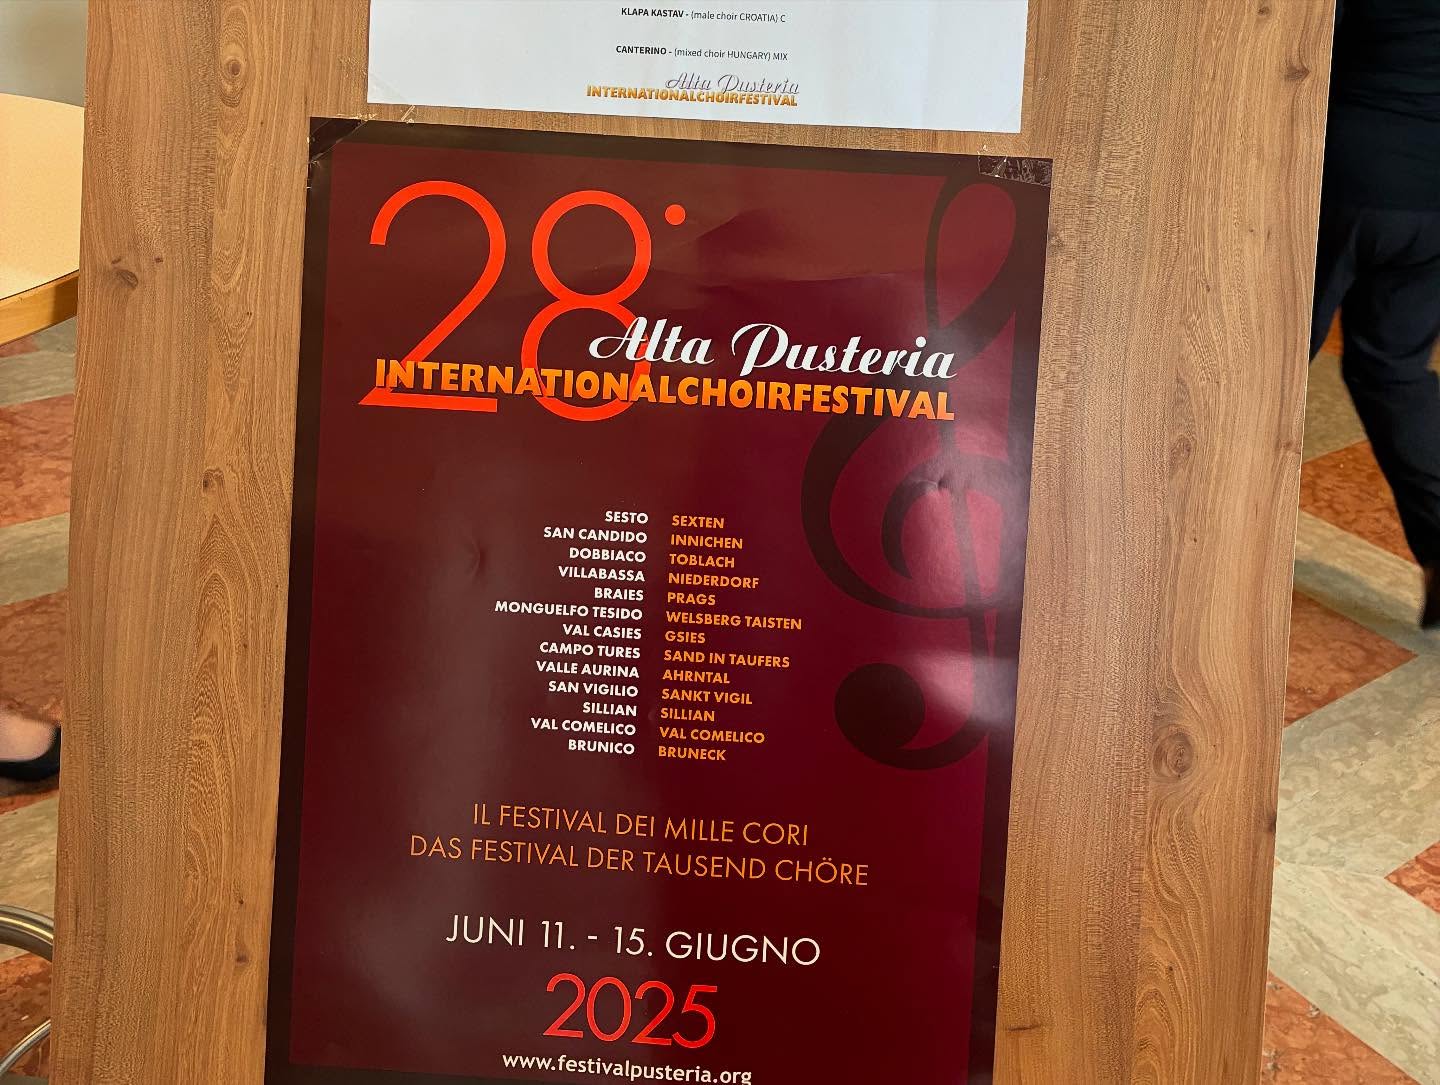 KLAPA KASTAV - (male choir CROATIA) C
CANTERINO - (mixed choir HUNGARY) MIX
Alta Pusteria
INTERNATIONALCHOIRFESTIVAL
28°
Alta Pusteria
INTERNATIONALCHOIRFESTIVAL
SESTO SEXTEN
SAN CANDIDO INNICHEN
DOBBIACO TOBLACH
VILLABASSA NIEDERDORF
BRAIES PRAGS
MONGUELFO TESIDO WELSBERG TAISTEN
VAL CASIES GSIES
CAMPO TURES SAND IN TAUFERS
VALLE AURINA AHRNTAL
SAN VIGILIO SANKT VIGIL
SILLIAN SILLIAN
VAL COMELICO VAL COMELICO
BRUNICO BRUNECK
IL FESTIVAL DEI MILLE CORI
DAS FESTIVAL DER TAUSEND CHÖRE
JUNI 11. - 15. GIUGNO
2025
www.festivalpusteria.org